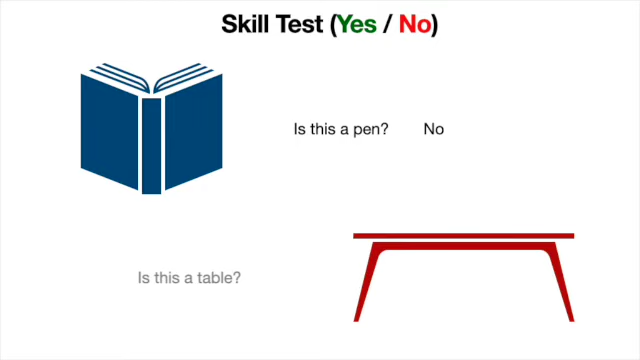 Skill Test (Yes / No)
Is this a pen? No
Is this a table?